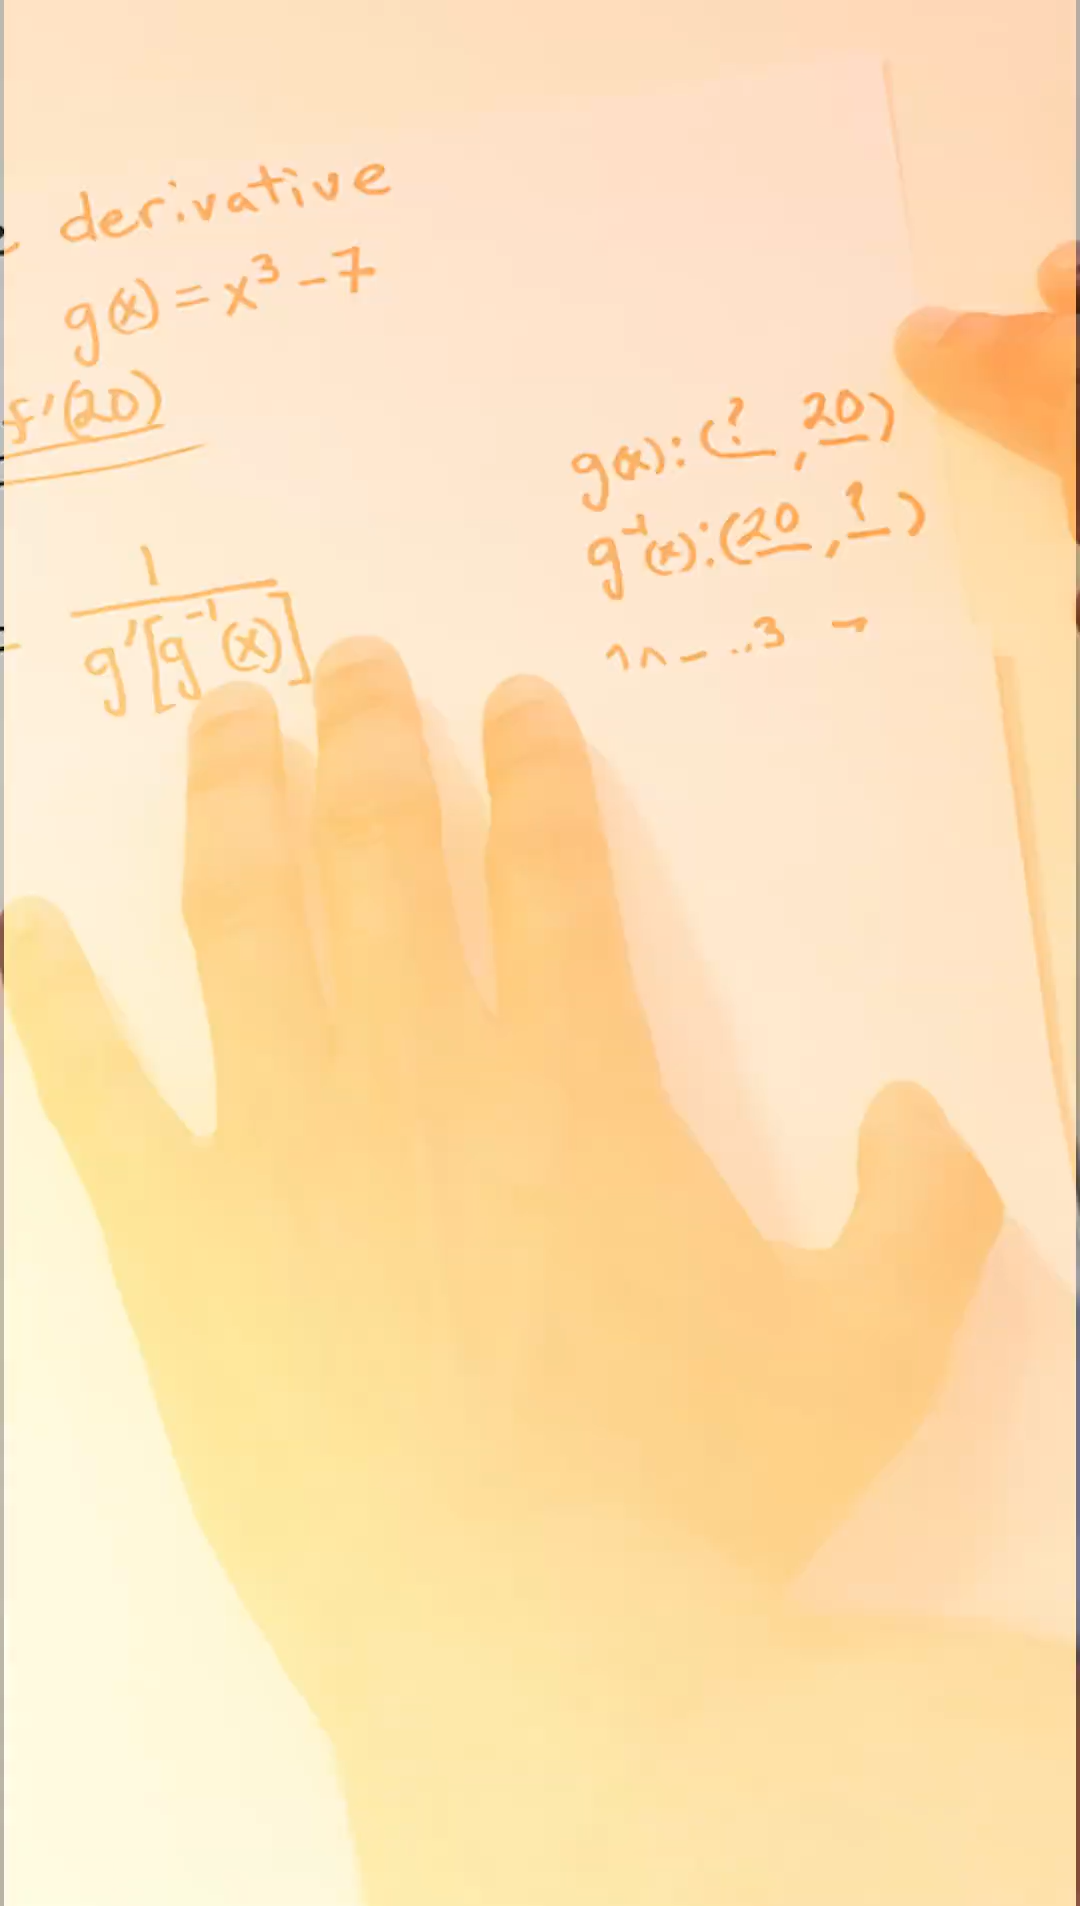 derivative
g(x) = x³ - 7
f'(20)
g(x): (?, 20)
g⁻¹(x): (20, ?)
1
g'[g⁻¹(x)]